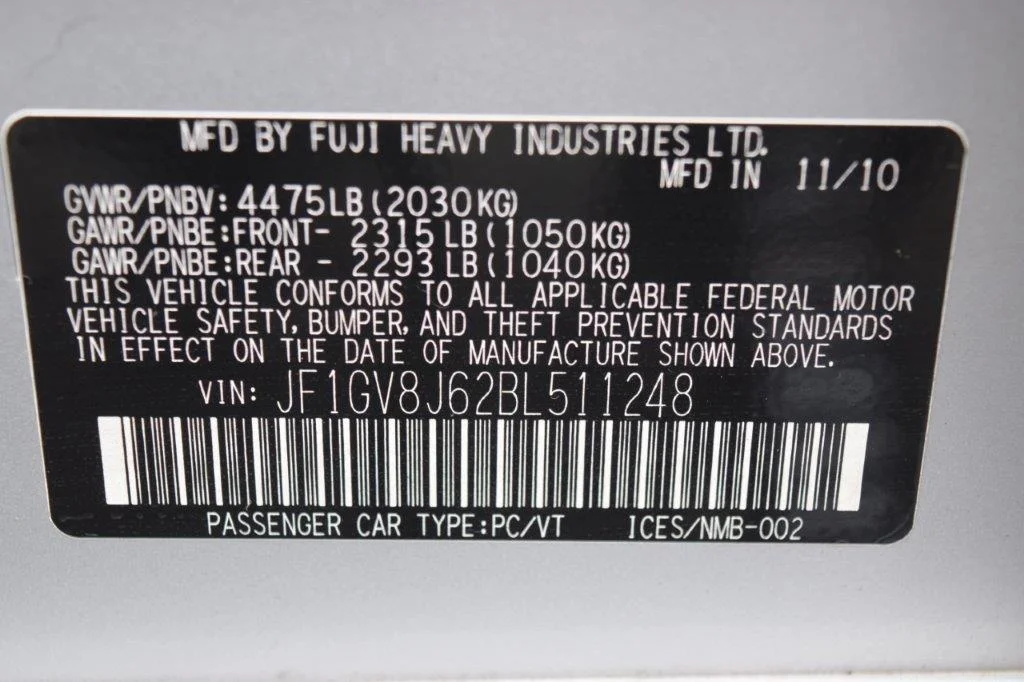 MFD BY FUJI HEAVY INDUSTRIES LTD.
MFD IN 11/10
GVWR/PNBV: 4475LB(2030KG)
GAWR/PNBE:FRONT- 2315LB(1050KG)
GAWR/PNBE:REAR - 2293LB(1040KG)
THIS VEHICLE CONFORMS TO ALL APPLICABLE FEDERAL MOTOR
VEHICLE SAFETY, BUMPER, AND THEFT PREVENTION STANDARDS
IN EFFECT ON THE DATE OF MANUFACTURE SHOWN ABOVE.
VIN: JF1GV8J62BL511248
PASSENGER CAR TYPE:PC/VT ICES/NMB-002